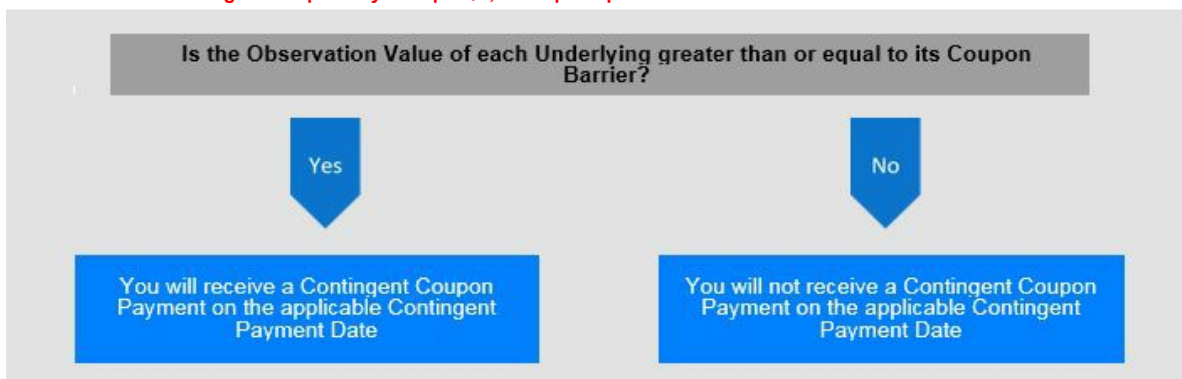 Is the Observation Value of each Underlying greater than or equal to its Coupon
Barrier?
Yes
No
You will receive a Contingent Coupon
Payment on the applicable Contingent
Payment Date
You will not receive a Contingent Coupon
Payment on the applicable Contingent
Payment Date